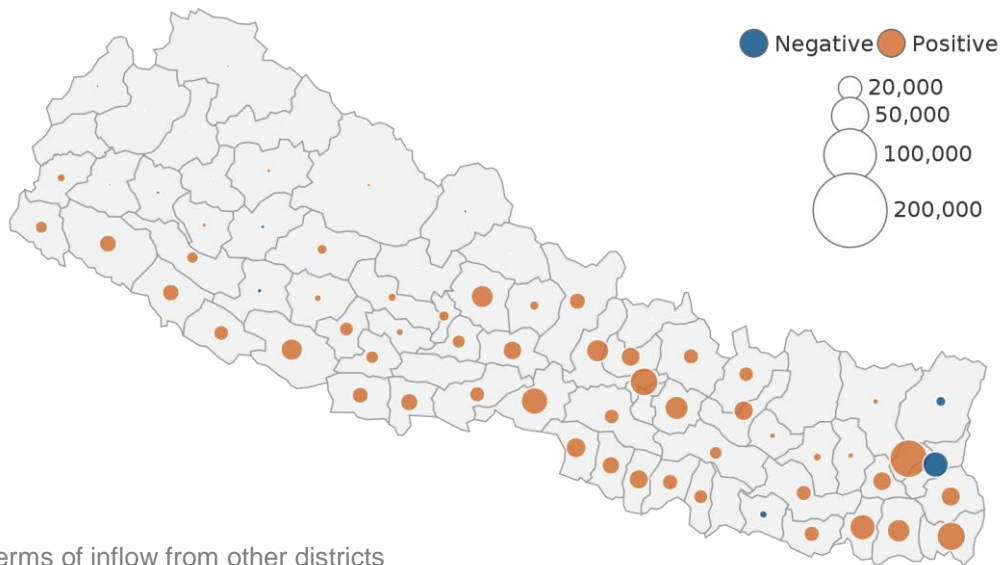 Negative Positive
20,000
50,000
100,000
200,000
erms of inflow from other districts